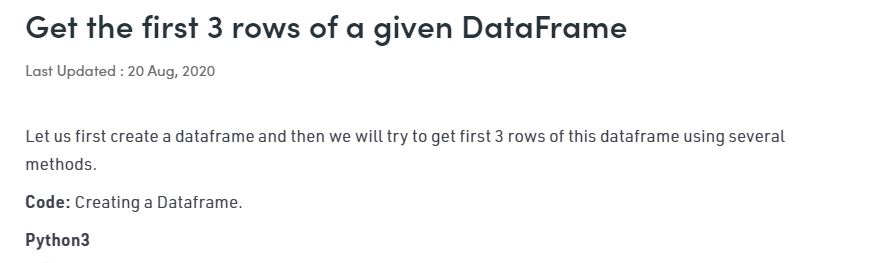 Get the first 3 rows of a given DataFrame
Last Updated : 20 Aug, 2020
Let us first create a dataframe and then we will try to get first 3 rows of this dataframe using several
methods.
Code: Creating a Dataframe.
Python3